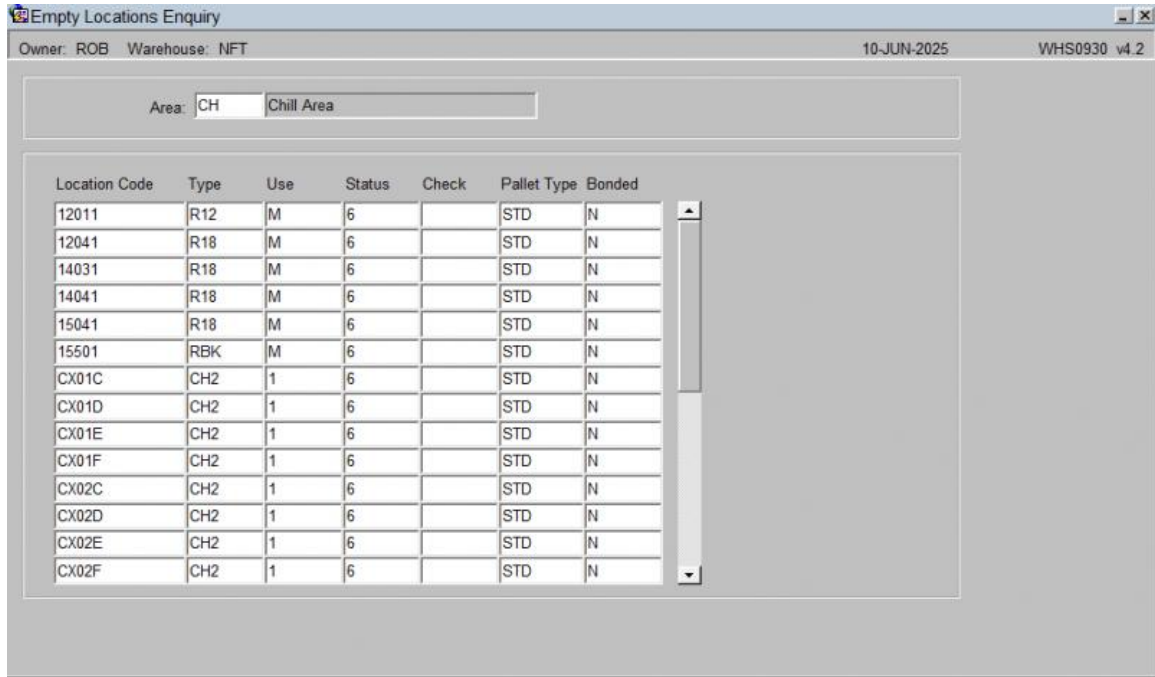 Empty Locations Enquiry
Owner: ROB Warehouse: NFT 10-JUN-2025 WHS0930 v4.2
Area: CH Chill Area
Location Code Type Use Status Check Pallet Type Bonded
12011 R12 M 6 STD N
12041 R18 M 6 STD N
14031 R18 M 6 STD N
14041 R18 M 6 STD N
15041 R18 M 6 STD N
15501 RBK M 6 STD N
CX01C CH2 1 6 STD N
CX01D CH2 1 6 STD N
CX01E CH2 1 6 STD N
CX01F CH2 1 6 STD N
CX02C CH2 1 6 STD N
CX02D CH2 1 6 STD N
CX02E CH2 1 6 STD N
CX02F CH2 1 6 STD N